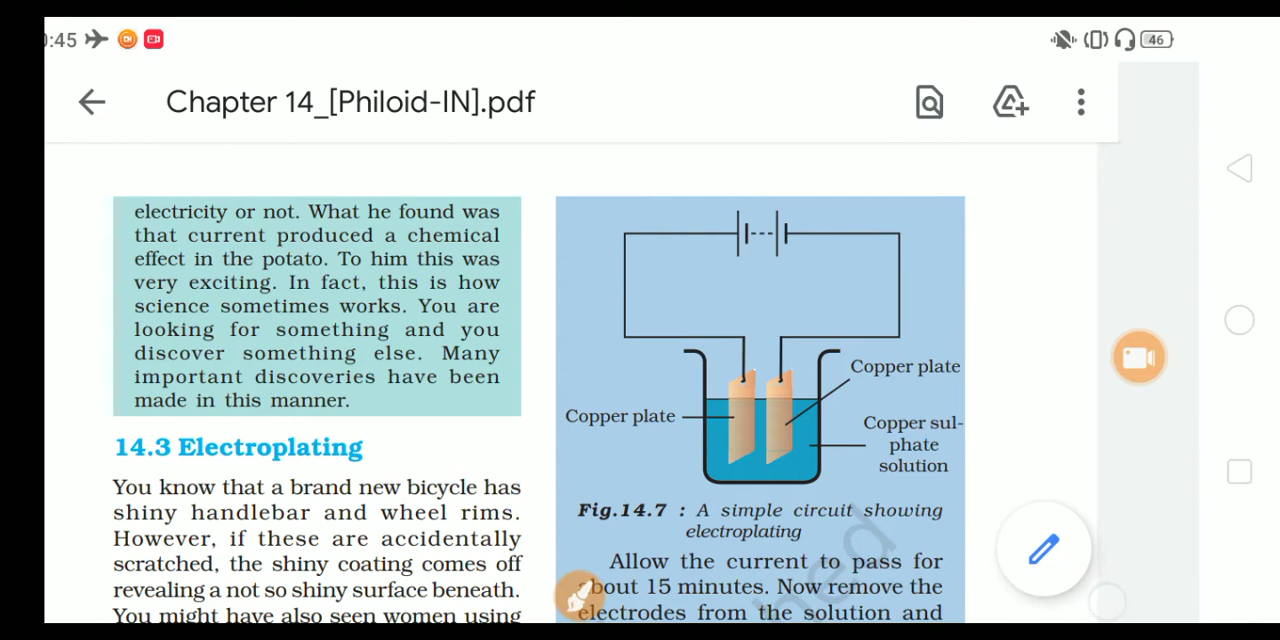 :45
46
Chapter 14_[Philoid-IN].pdf
electricity or not. What he found was
that current produced a chemical
effect in the potato. To him this was
very exciting. In fact, this is how
science sometimes works. You are
looking for something and you
discover something else. Many
important discoveries have been
made in this manner.
14.3 Electroplating
You know that a brand new bicycle has
shiny handlebar and wheel rims.
However, if these are accidentally
scratched, the shiny coating comes off
revealing a not so shiny surface beneath.
You might have also seen women using
Copper plate
Copper plate
Copper sul-
phate
solution
Fig.14.7 : A simple circuit showing
electroplating
Allow the current to pass for
about 15 minutes. Now remove the
electrodes from the solution and